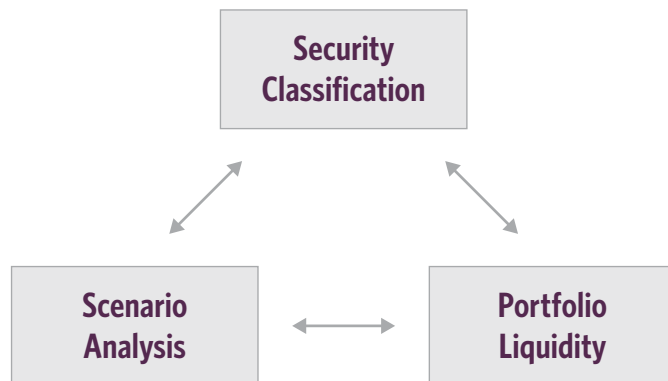 Security
Classification
Scenario
Analysis
Portfolio
Liquidity